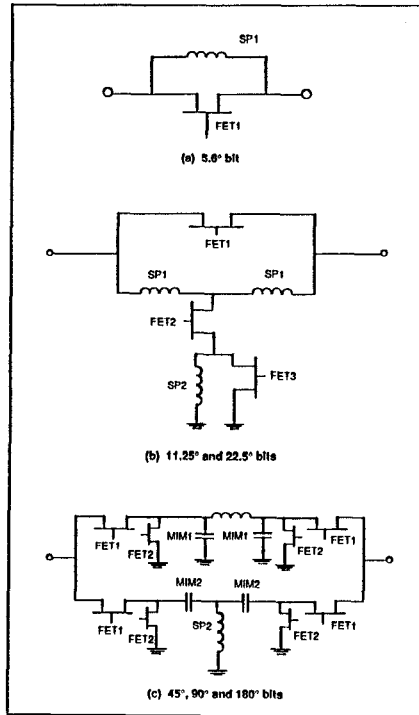 SP1
FET1
(a) 5.6° bit
FET1
SP1 SP1
FET2
SP2 FET3
(b) 11.25° and 22.5° bits
FET1 FET2 MIM1 MIM1 FET2 FET1
MIM2 MIM2
FET1 FET2 SP2 FET2 FET1
(c) 45°, 90° and 180° bits